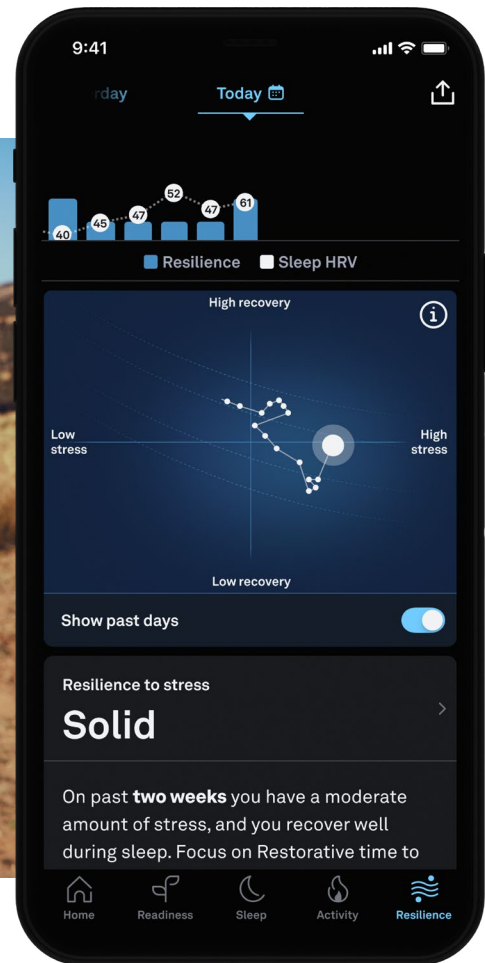 9:41
rday
Today
40
45
47
52
47
61
Resilience
Sleep HRV
High recovery
i
Low
stress
High
stress
Low recovery
Show past days
Resilience to stress
Solid
On past two weeks you have a moderate
amount of stress, and you recover well
during sleep. Focus on Restorative time to
Home
Readiness
Sleep
Activity
Resilience